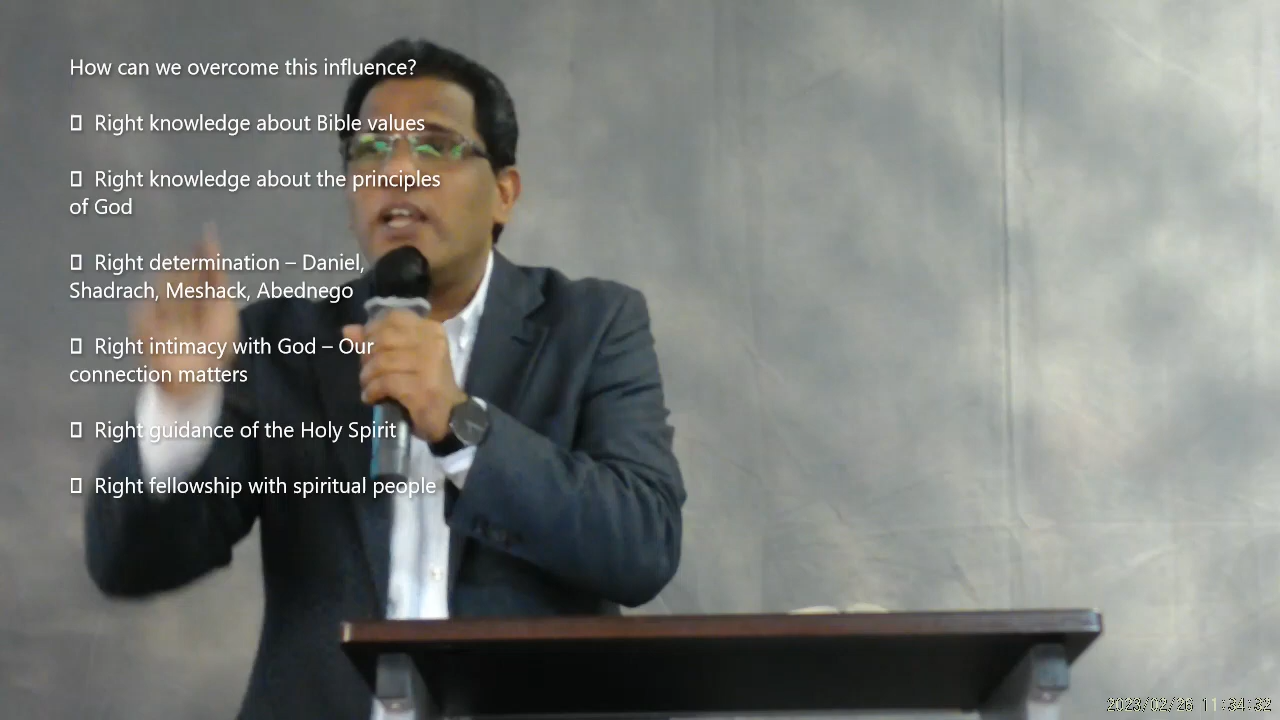 How can we overcome this influence?
▯ Right knowledge about Bible values
▯ Right knowledge about the principles
of God
▯ Right determination – Daniel,
Shadrach, Meshack, Abednego
▯ Right intimacy with God – Our
connection matters
▯ Right guidance of the Holy Spirit
▯ Right fellowship with spiritual people
2023/02/26 11:34:32